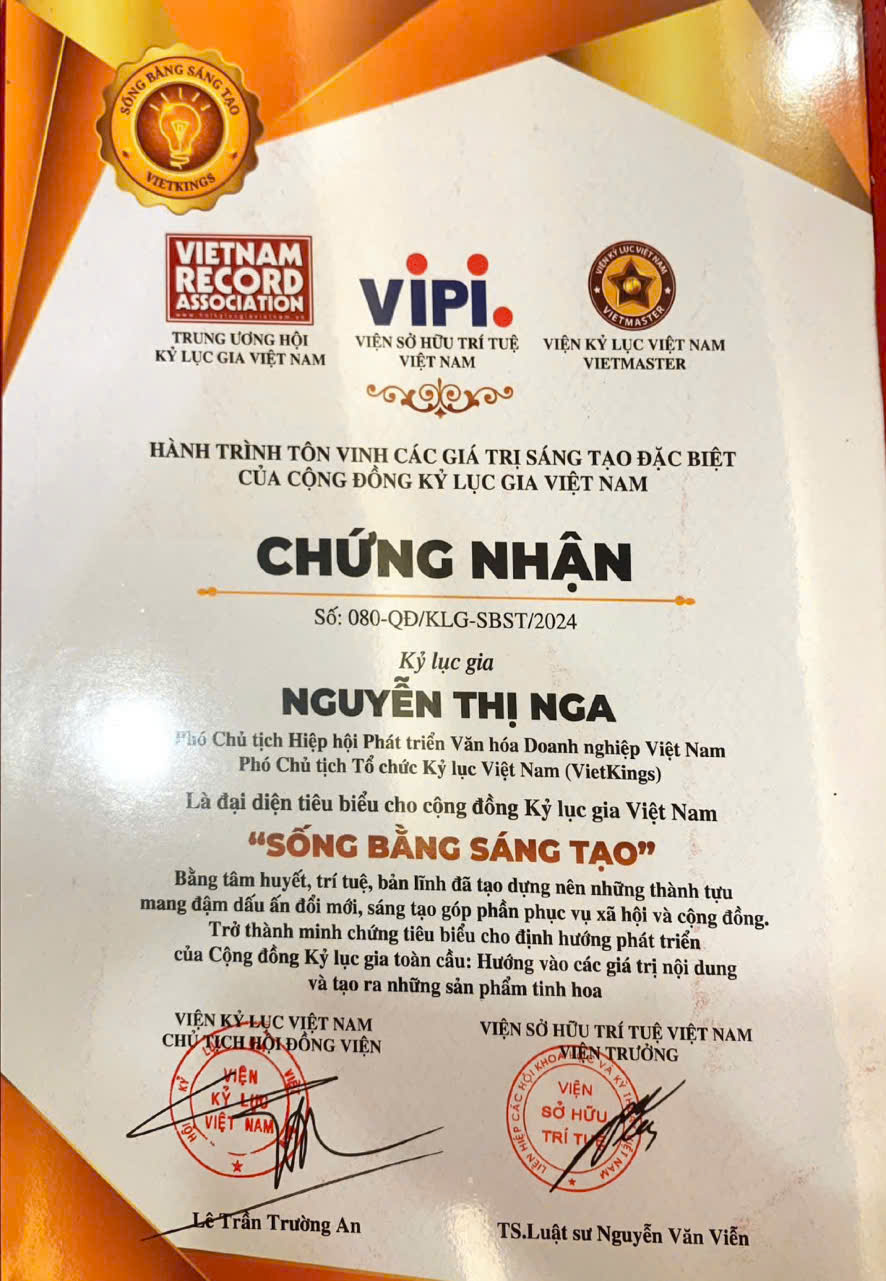 SỐNG BẰNG SÁNG TẠO
VIETKINGS
VIETNAM
RECORD
ASSOCIATION
TRUNG ƯƠNG HỘI
KỶ LỤC GIA VIỆT NAM
VIPI.
VIỆN SỞ HỮU TRÍ TUỆ
VIỆT NAM
VIỆN KỶ LỤC VIỆT NAM
VIETMASTER
VIỆN KỶ LỤC VIỆT NAM
VIETMASTER
HÀNH TRÌNH TÔN VINH CÁC GIÁ TRỊ SÁNG TẠO ĐẶC BIỆT
CỦA CỘNG ĐỒNG KỶ LỤC GIA VIỆT NAM
CHỨNG NHẬN
Số: 080-QĐ/KLG-SBST/2024
Kỷ lục gia
NGUYỄN THỊ NGA
Phó Chủ tịch Hiệp hội Phát triển Văn hóa Doanh nghiệp Việt Nam
Phó Chủ tịch Tổ chức Kỷ lục Việt Nam (VietKings)
Là đại diện tiêu biểu cho cộng đồng Kỷ lục gia Việt Nam
“SỐNG BẰNG SÁNG TẠO”
Bằng tâm huyết, trí tuệ, bản lĩnh đã tạo dựng nên những thành tựu
mang đậm dấu ấn đổi mới, sáng tạo góp phần phục vụ xã hội và cộng đồng.
Trở thành minh chứng tiêu biểu cho định hướng phát triển
của Cộng đồng Kỷ lục gia toàn cầu: Hướng vào các giá trị nội dung
và tạo ra những sản phẩm tinh hoa
VIỆN KỶ LỤC VIỆT NAM
CHỦ TỊCH HỘI ĐỒNG VIỆN
VIỆN
KỶ LỤC
VIỆT NAM
Lê Trần Trường An
VIỆN SỞ HỮU TRÍ TUỆ VIỆT NAM
VIỆN TRƯỞNG
VIỆN
SỞ HỮU
TRÍ TUỆ
TS.Luật sư Nguyễn Văn Viễn